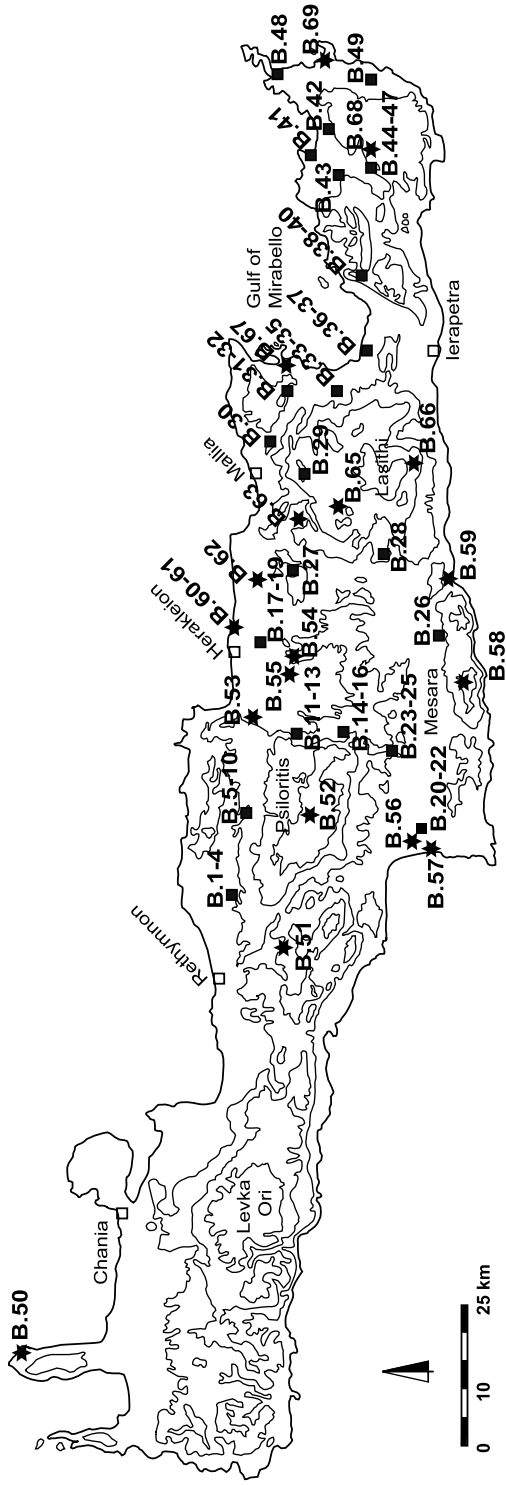 B.50
Chania
Levka
Ori
Rethymnon
B.1-4
B.51
B.5-10
Psiloritis
B.52
B.53
B.11-13
B.14-16
B.23-25
B.56
B.57
B.20-22
Mesara
Herakleion
B.60-61
B.55
B.54
B.17-19
B.62
B.27
B.63
B.26
B.58
B.59
B.28
Mallia
B.30
B.29
B.65
Lasithi
B.66
B.31-32
B.67
B.33-35
B.36-37
Gulf of
Mirabello
Ierapetra
B.38-40
B.43
B.41
B.42
B.68
B.44-47
B.48
B.69
B.49
0
10
25 km